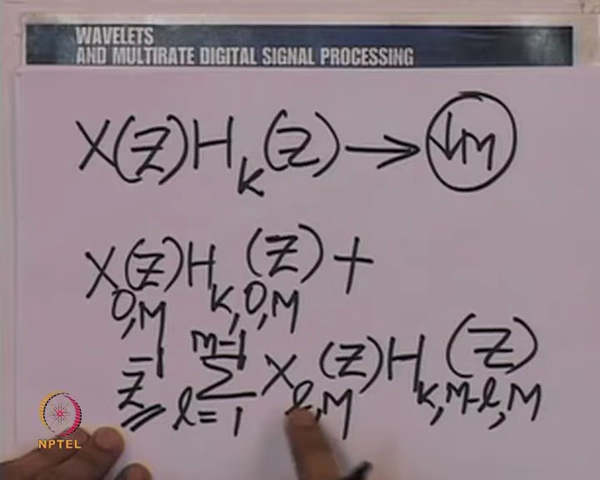 WAVELETS
AND MULTIRATE DIGITAL SIGNAL PROCESSING
X(Z)H_k(Z) → ↓M
X_{0,M}(Z)H_{k,0,M}(Z) +
z^{-1} Σ_{l=1}^{M-1} X_{l,M}(Z)H_{k,M-l,M}(Z)
NPTEL